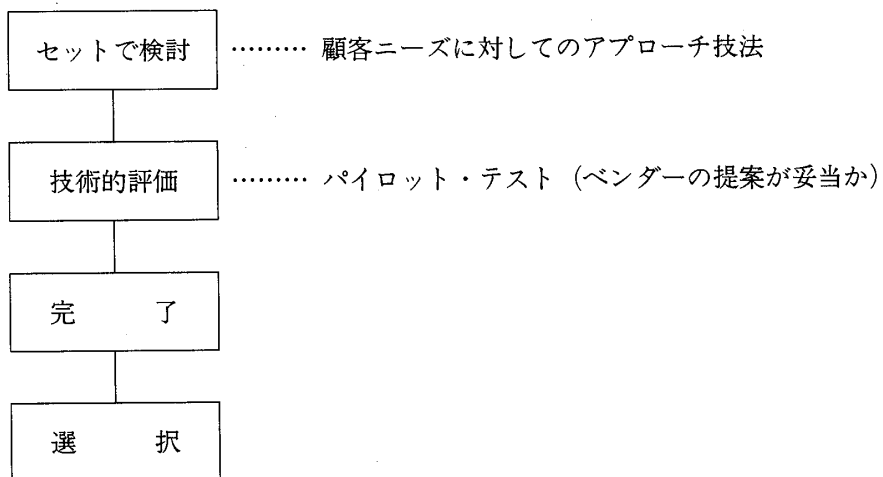 セットで検討 ……… 顧客ニーズに対してのアプローチ技法
技術的評価 ……… パイロット・テスト（ベンダーの提案が妥当か）
完　　了
選　　択